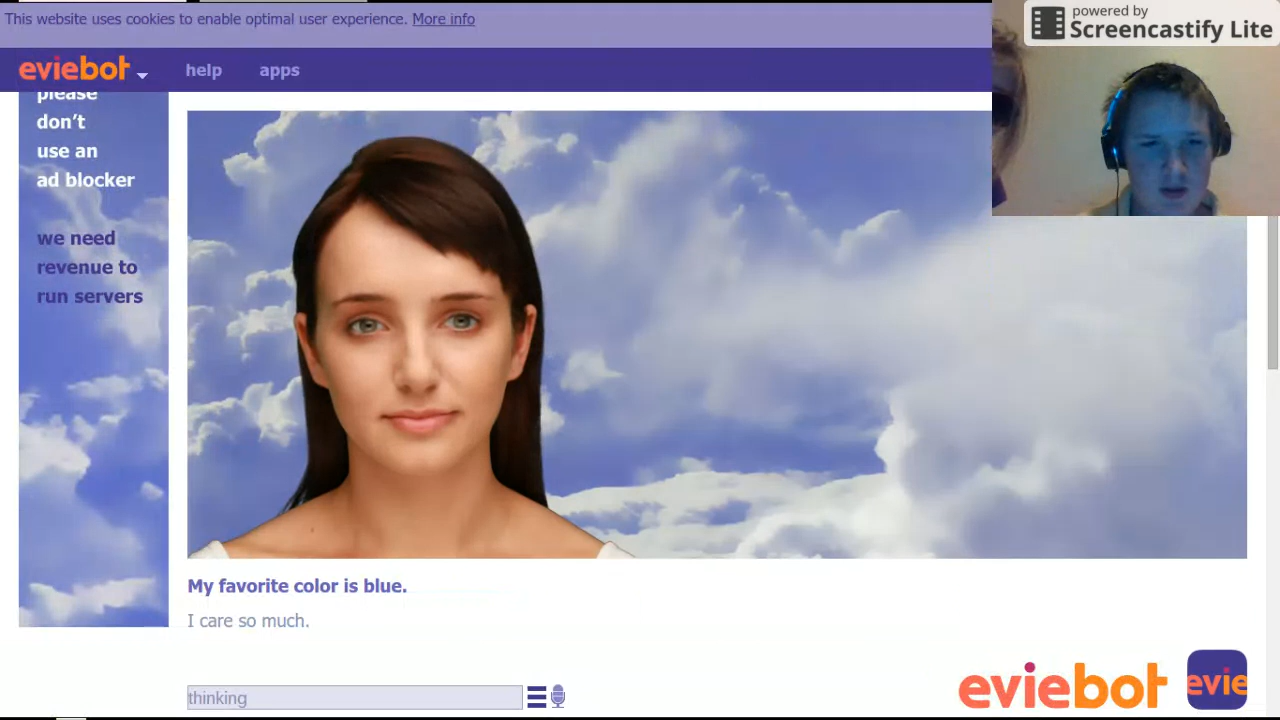 This website uses cookies to enable optimal user experience. More info
powered by
Screencastify Lite
eviebot
help
apps
please
don't
use an
ad blocker
we need
revenue to
run servers
My favorite color is blue.
I care so much.
thinking
eviebot
evie